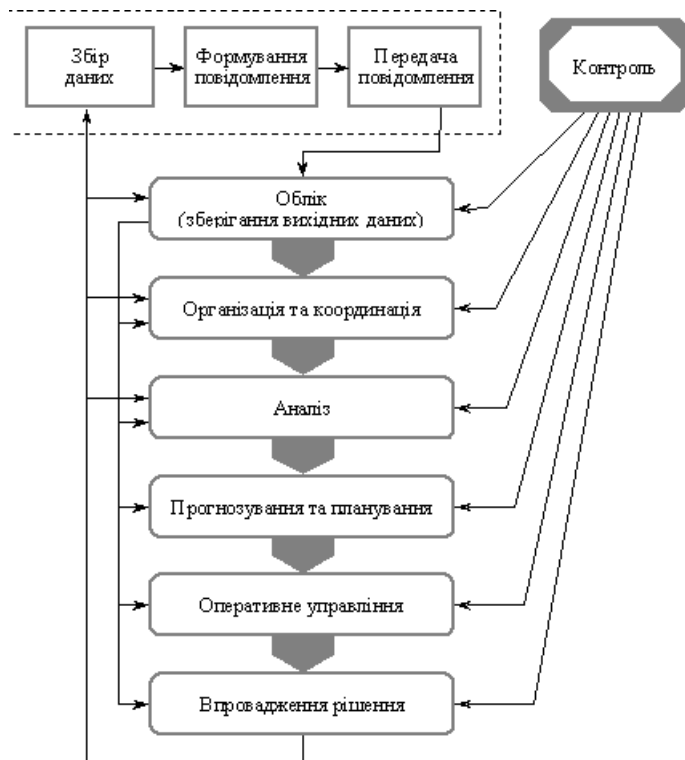 Збір
даних
Формування
повідомлення
Передача
повідомлення
Контроль
Облік
(зберігання вихідних даних)
Організація та координація
Аналіз
Прогнозування та планування
Оперативне управління
Впровадження рішення